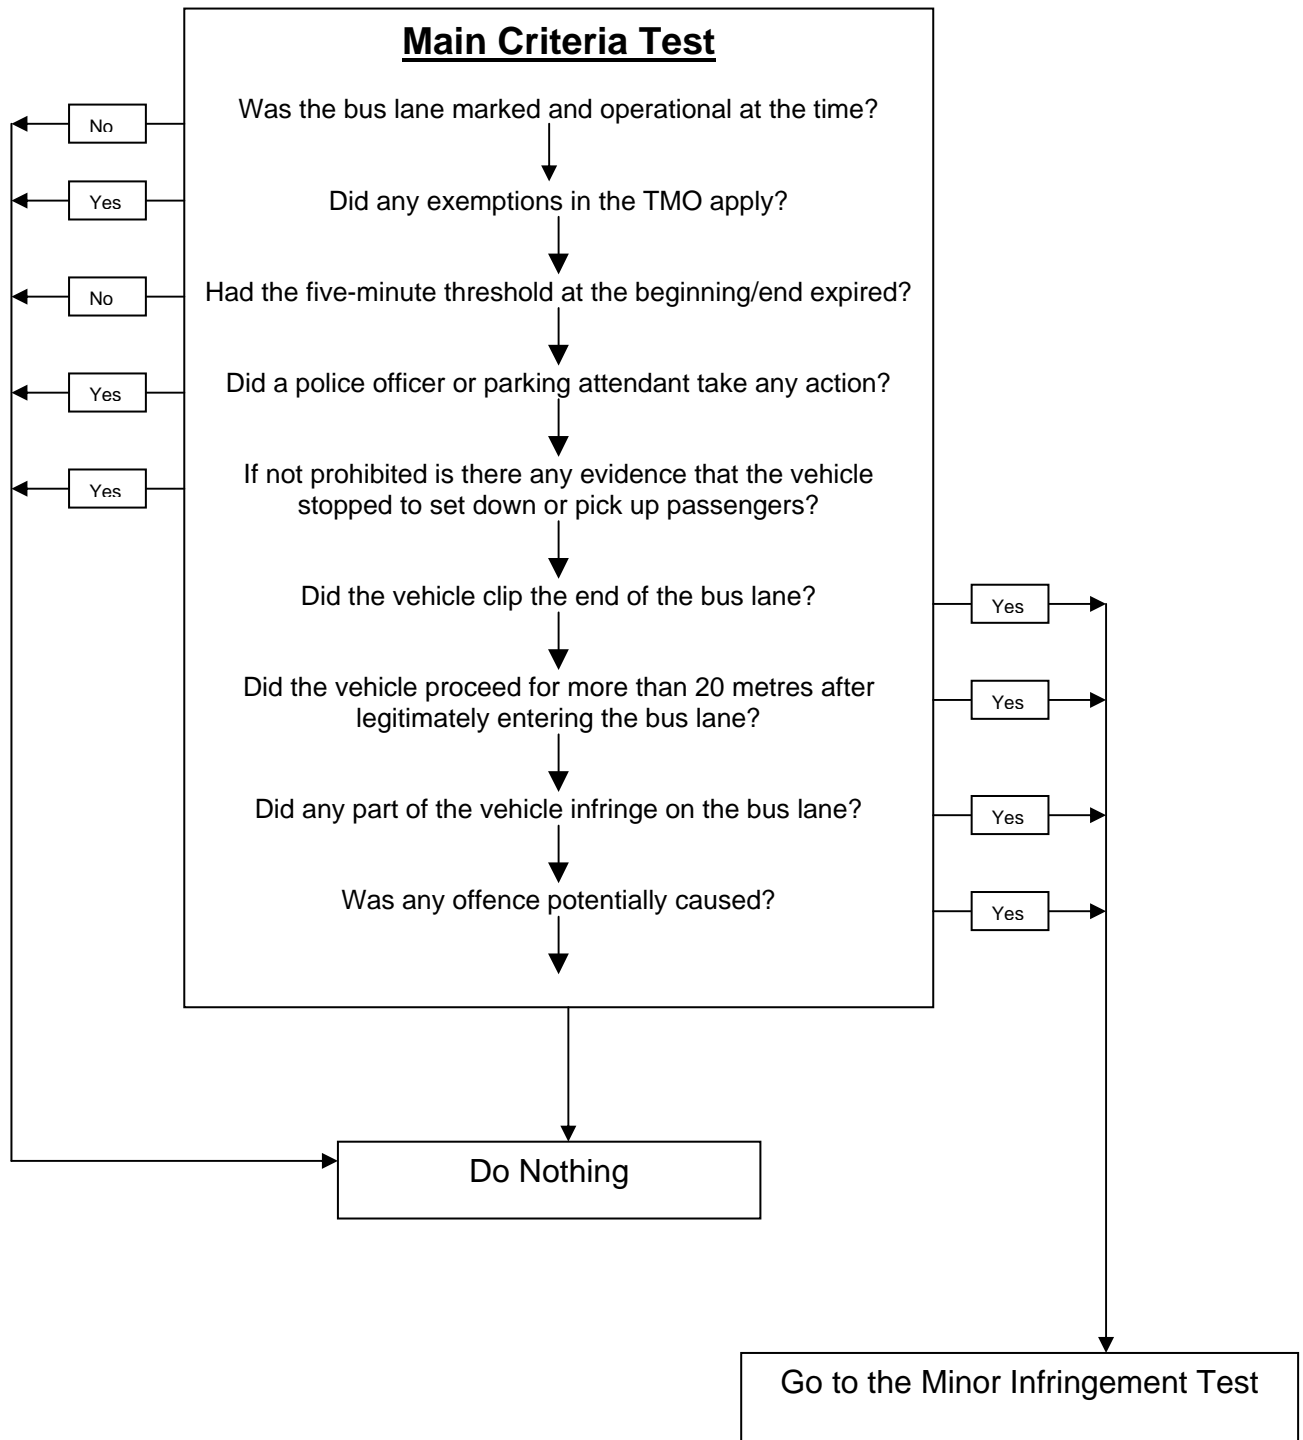 Main Criteria Test
No
Was the bus lane marked and operational at the time?
Yes
Did any exemptions in the TMO apply?
No
Had the five-minute threshold at the beginning/end expired?
Yes
Did a police officer or parking attendant take any action?
Yes
If not prohibited is there any evidence that the vehicle
stopped to set down or pick up passengers?
Did the vehicle clip the end of the bus lane?
Yes
Did the vehicle proceed for more than 20 metres after
legitimately entering the bus lane?
Yes
Did any part of the vehicle infringe on the bus lane?
Yes
Was any offence potentially caused?
Yes
Do Nothing
Go to the Minor Infringement Test